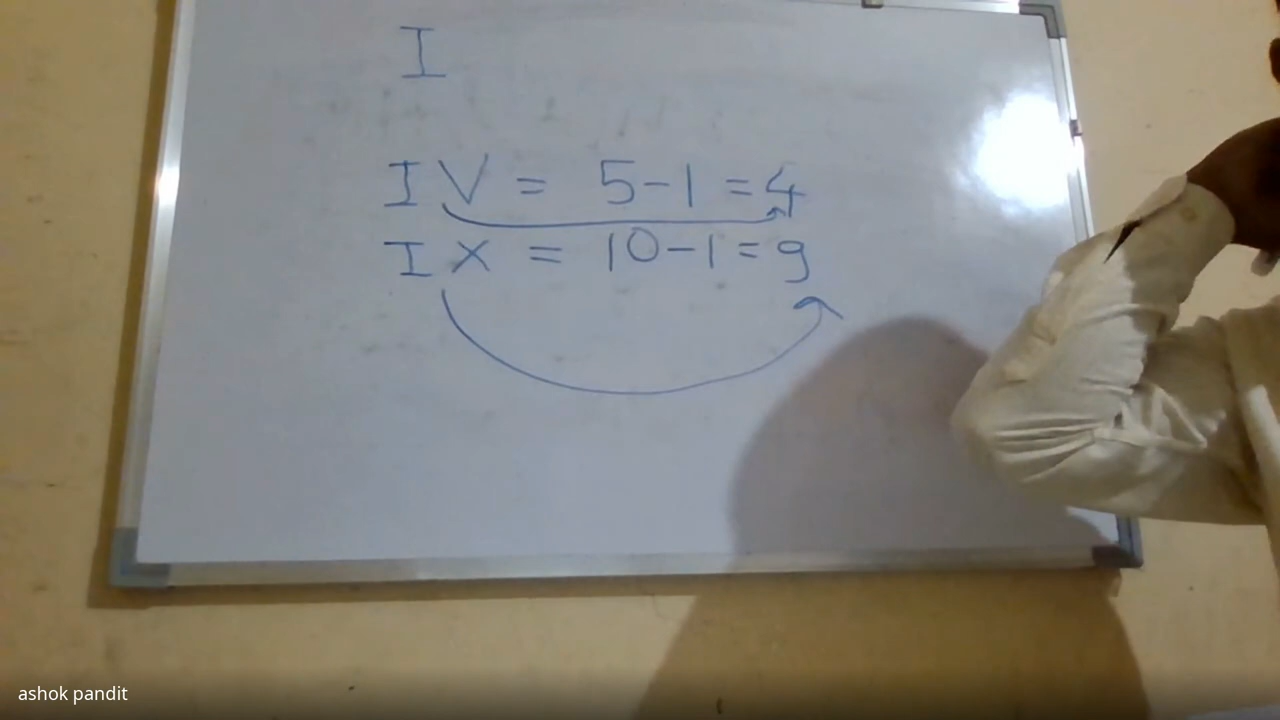 I
IV = 5-1=4
IX = 10-1=9
ashok pandit